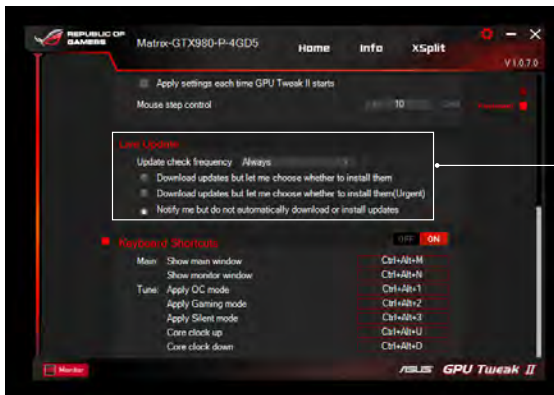 REPUBLIC OF
GAMERS
Matrix-GTX980-P-4GD5
Home
Info
XSplit
V1.0.7.0
Apply settings each time GPU Tweak II starts
Mouse step control
10
Live Update
Update check frequency Always
Download updates but let me choose whether to install them
Download updates but let me choose whether to install them(Urgent)
Notify me but do not automatically download or install updates
Keyboard Shortcuts
OFF ON
Main: Show main window Ctrl+Alt+M
Show monitor window Ctrl+Alt+N
Tune: Apply OC mode Ctrl+Alt+1
Apply Gaming mode Ctrl+Alt+2
Apply Silent mode Ctrl+Alt+3
Core clock up Ctrl+Alt+U
Core clock down Ctrl+Alt+D
Monitor
ASUS GPU Tweak II